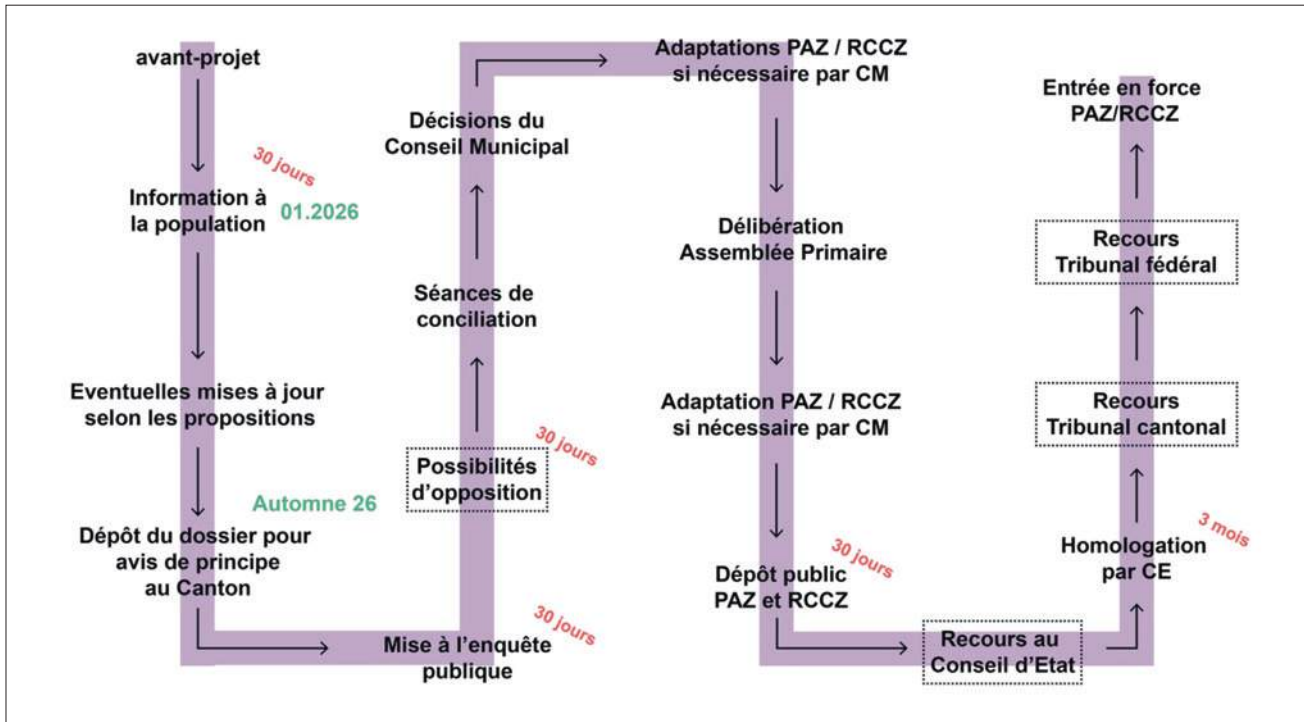 avant-projet
30 jours
Information à
la population
01.2026
Eventuelles mises à jour
selon les propositions
Automne 26
Dépôt du dossier pour
avis de principe
au Canton
30 jours
Mise à l'enquête
publique
30 jours
Possibilités
d'opposition
Séances de
conciliation
Décisions du
Conseil Municipal
Adaptations PAZ / RCCZ
si nécessaire par CM
Délibération
Assemblée Primaire
Adaptation PAZ / RCCZ
si nécessaire par CM
30 jours
Dépôt public
PAZ et RCCZ
Recours au
Conseil d'Etat
3 mois
Homologation
par CE
Recours
Tribunal cantonal
Recours
Tribunal fédéral
Entrée en force
PAZ/RCCZ